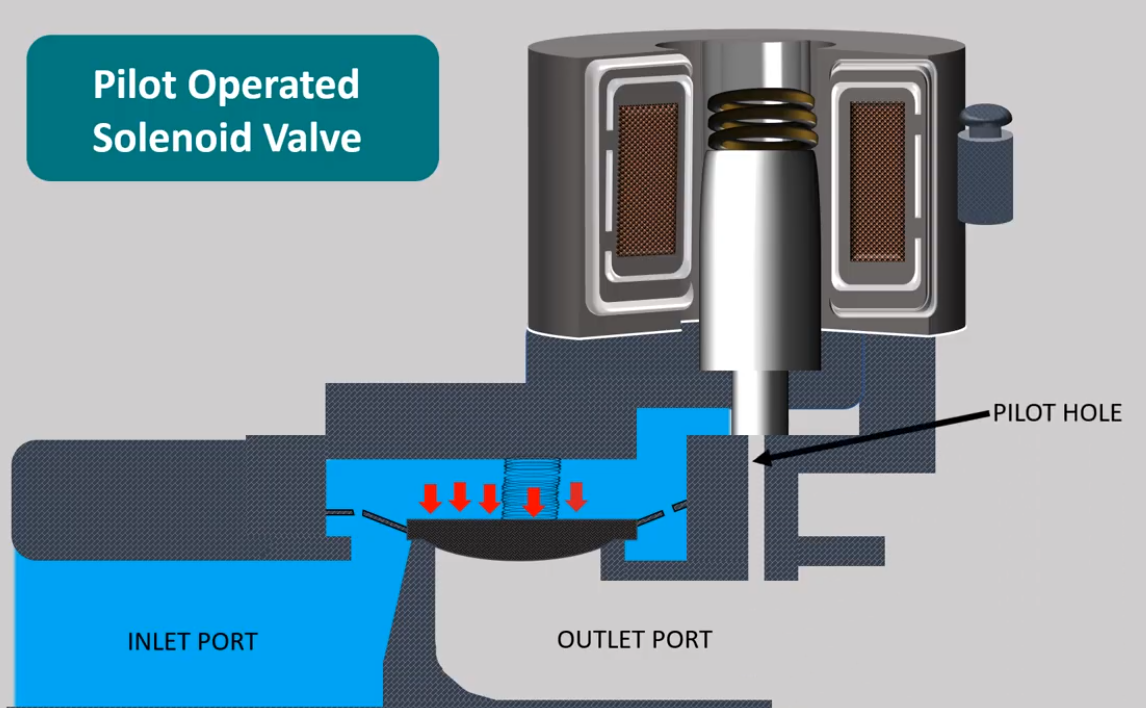 Pilot Operated
Solenoid Valve
PILOT HOLE
INLET PORT
OUTLET PORT